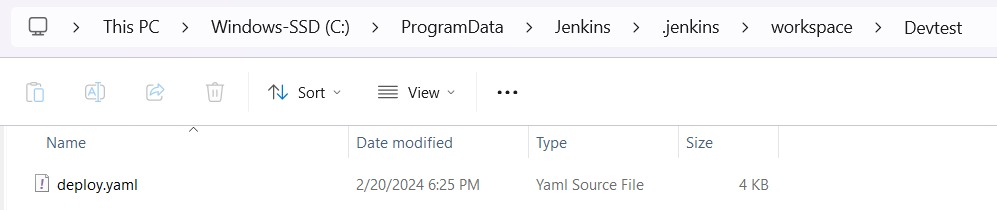 This PC > Windows-SSD (C:) > ProgramData > Jenkins > .jenkins > workspace > Devtest
Sort View •••
Name Date modified Type Size
deploy.yaml 2/20/2024 6:25 PM Yaml Source File 4 KB